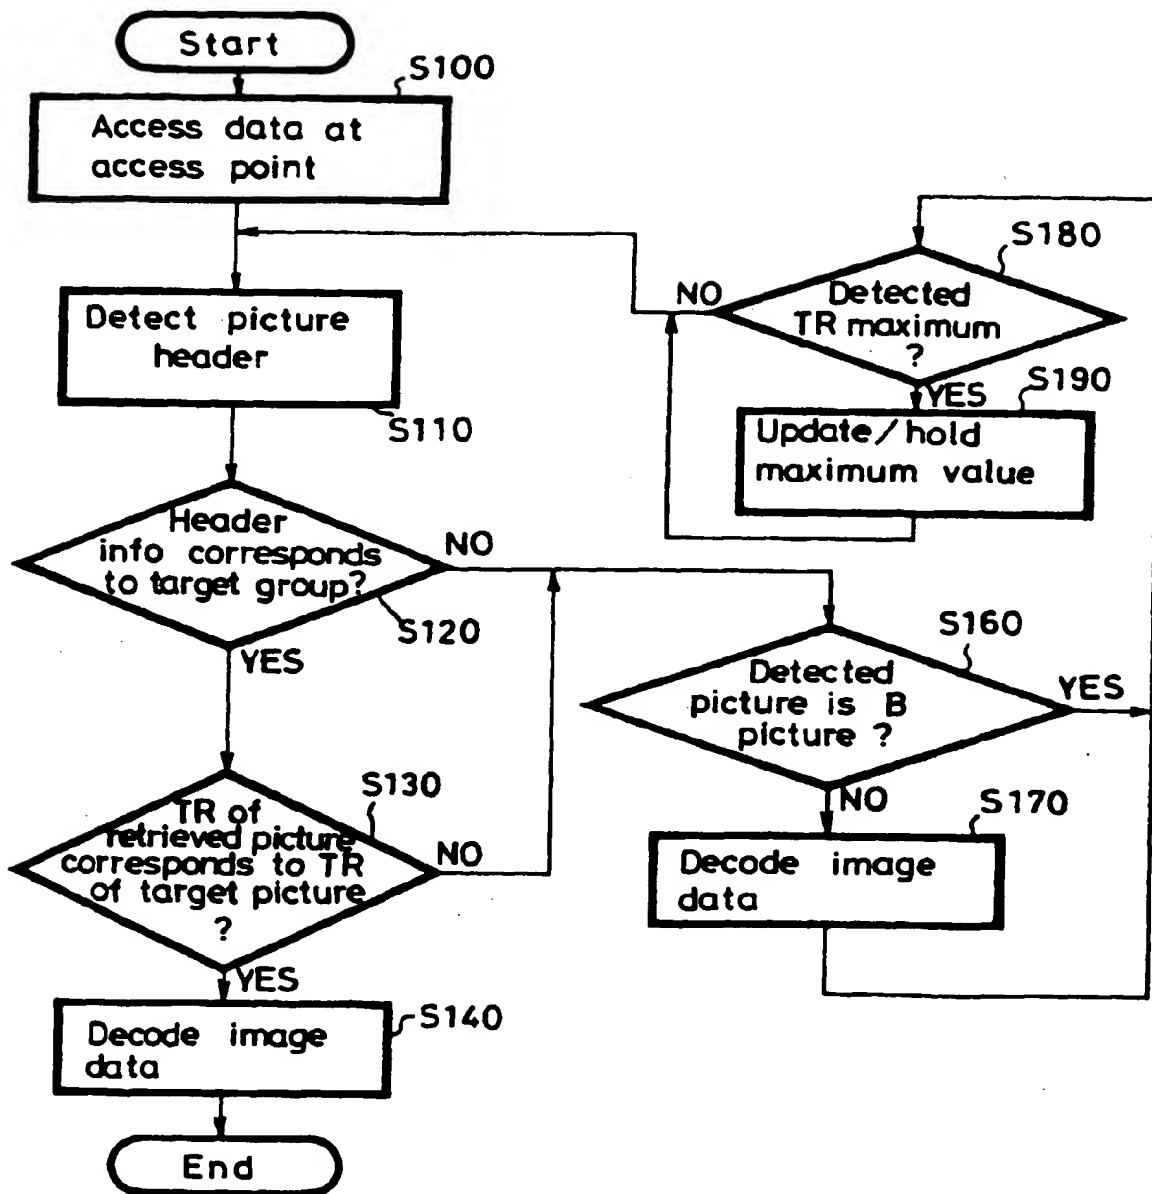 Start
S100
Access data at
access point
Detect picture
header
S110
Header
info corresponds
to target group?
NO
S120
YES
TR of
retrieved picture
corresponds to TR
of target picture
?
S130
NO
YES
Decode image
data
S140
End
S160
Detected
picture is B
picture ?
YES
NO
S170
Decode image
data
S180
Detected
TR maximum
?
NO
YES
S190
Update/hold
maximum value